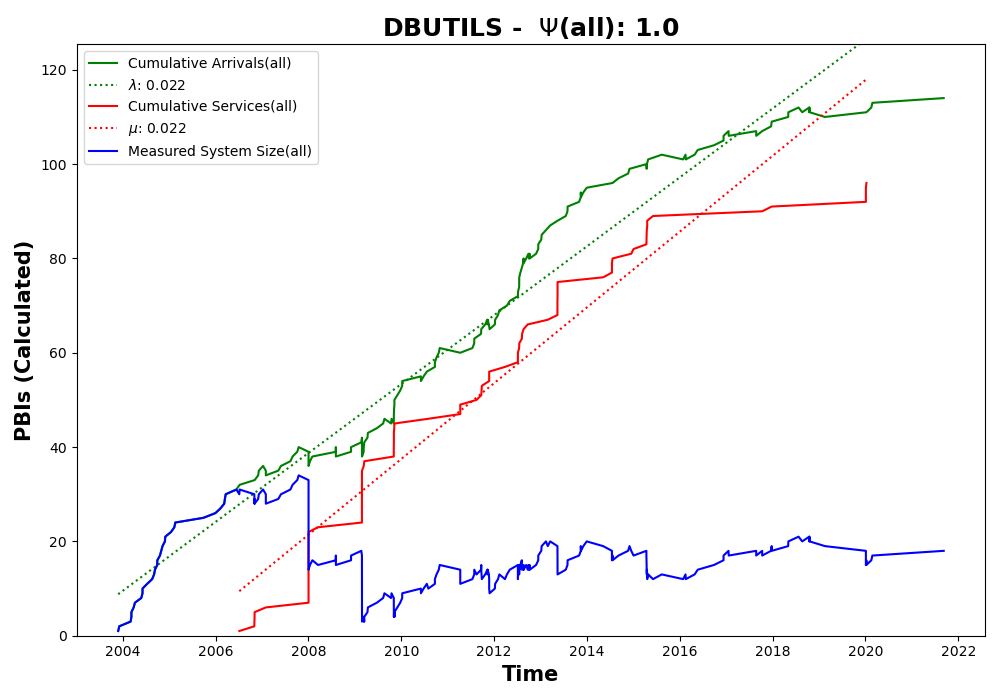 DBUTILS - Ψ(all): 1.0
Cumulative Arrivals(all)
λ: 0.022
Cumulative Services(all)
μ: 0.022
Measured System Size(all)
PBIs (Calculated)
120
100
80
60
40
20
0
2004 2006 2008 2010 2012 2014 2016 2018 2020 2022
Time